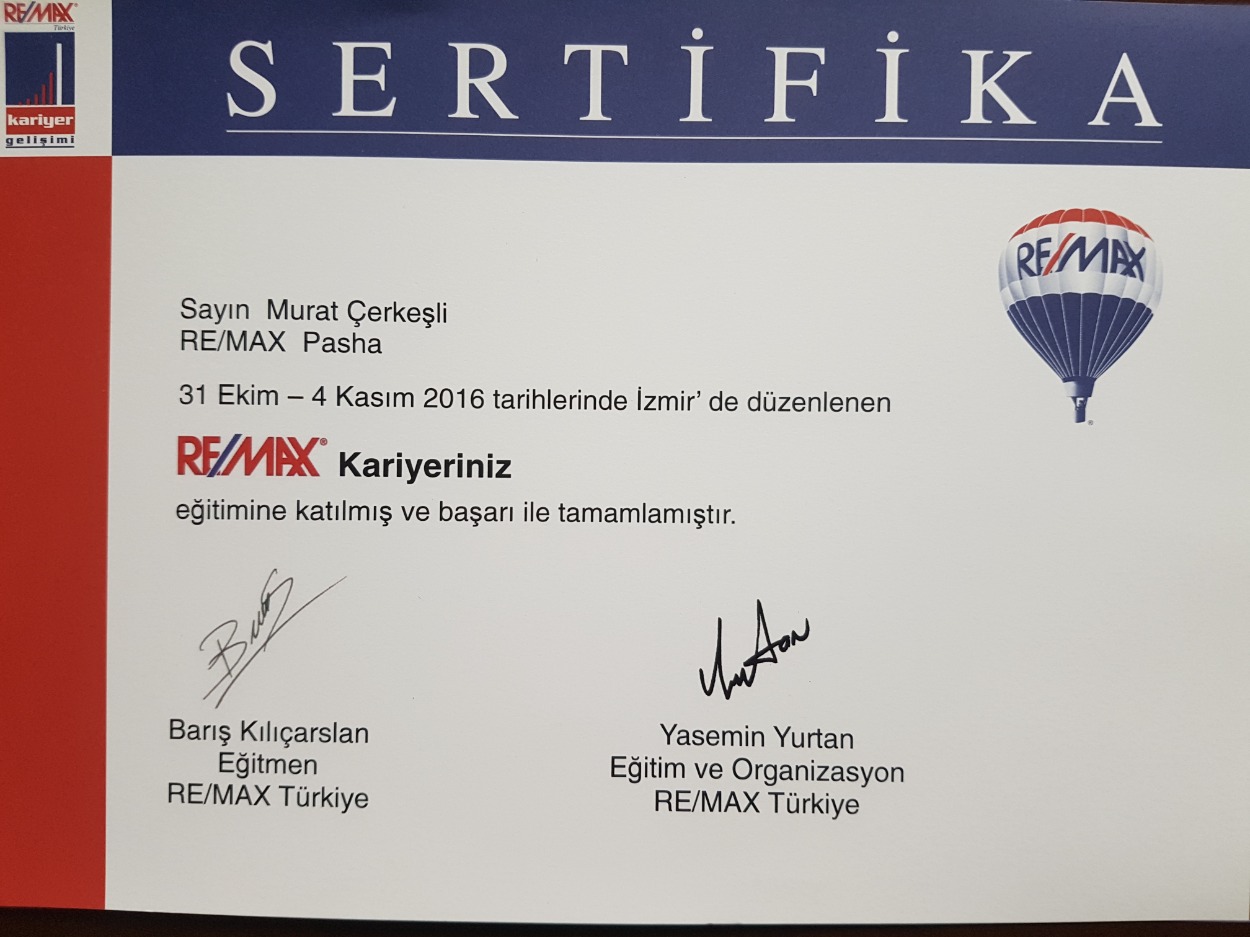 RE/MAX®
Türkiye
kariyer
gelişimi
SERTİFİKA
RE/MAX
Sayın Murat Çerkeşli
RE/MAX Pasha
31 Ekim – 4 Kasım 2016 tarihlerinde İzmir' de düzenlenen
RE/MAX® Kariyeriniz
eğitimine katılmış ve başarı ile tamamlamıştır.
Barış Kılıçarslan
Eğitmen
RE/MAX Türkiye
Yasemin Yurtan
Eğitim ve Organizasyon
RE/MAX Türkiye